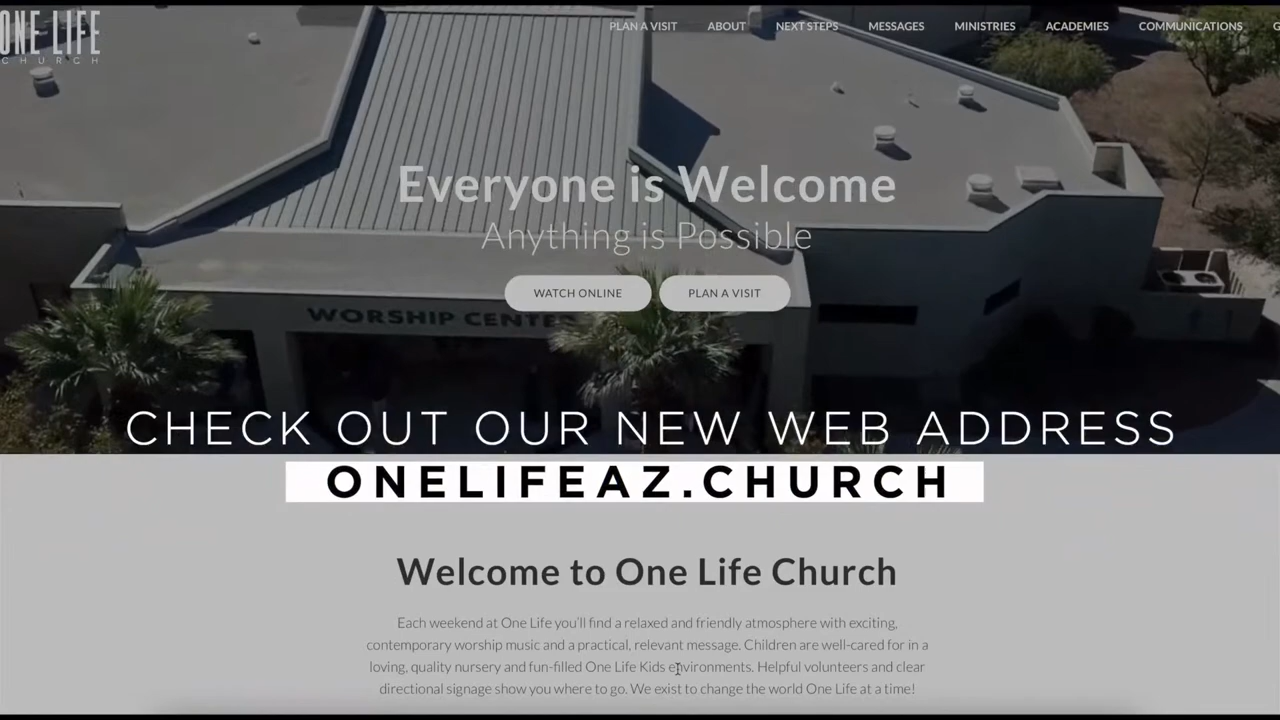 ONE LIFE
CHURCH
PLAN A VISIT ABOUT NEXT STEPS MESSAGES MINISTRIES ACADEMIES COMMUNICATIONS G
Everyone is Welcome
Anything is Possible
WATCH ONLINE PLAN A VISIT
WORSHIP CENTER
CHECK OUT OUR NEW WEB ADDRESS
ONELIFEAZ.CHURCH
Welcome to One Life Church
Each weekend at One Life you'll find a relaxed and friendly atmosphere with exciting,
contemporary worship music and a practical, relevant message. Children are well-cared for in a
loving, quality nursery and fun-filled One Life Kids environments. Helpful volunteers and clear
directional signage show you where to go. We exist to change the world One Life at a time!